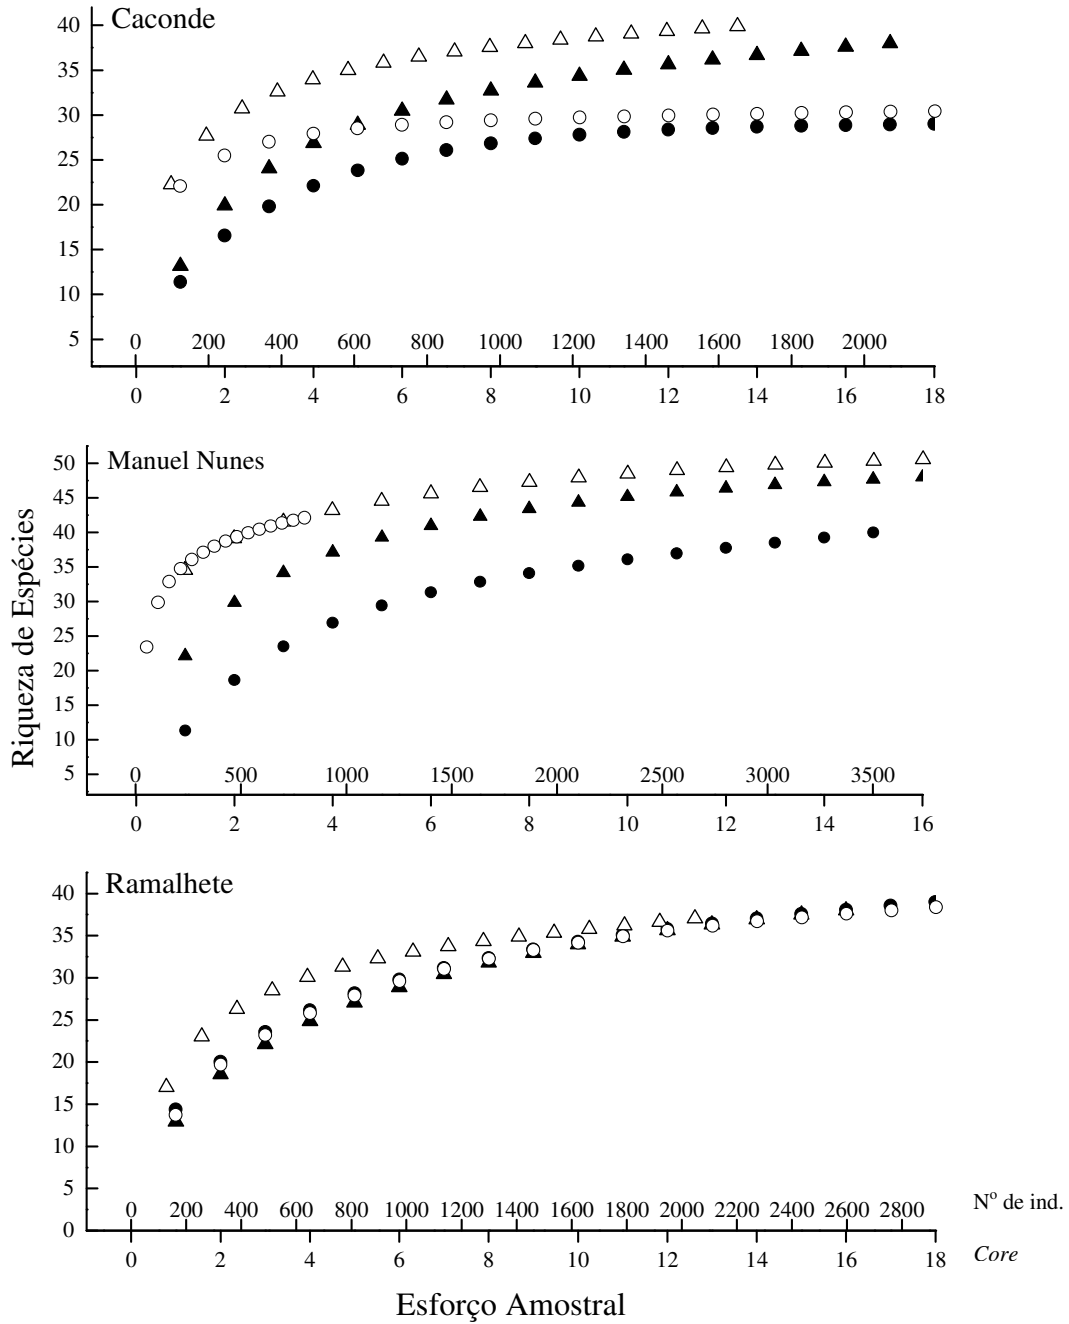 Caconde
40
35
30
25
20
15
10
5
0 200 400 600 800 1000 1200 1400 1600 1800 2000
0 2 4 6 8 10 12 14 16 18
Riqueza de Espécies
Manuel Nunes
50
45
40
35
30
25
20
15
10
5
0 500 1000 1500 2000 2500 3000 3500
0 2 4 6 8 10 12 14 16
Ramalhete
40
35
30
25
20
15
10
5
0
0 200 400 600 800 1000 1200 1400 1600 1800 2000 2200 2400 2600 2800
Nº de ind.
0 2 4 6 8 10 12 14 16 18
Core
Esforço Amostral